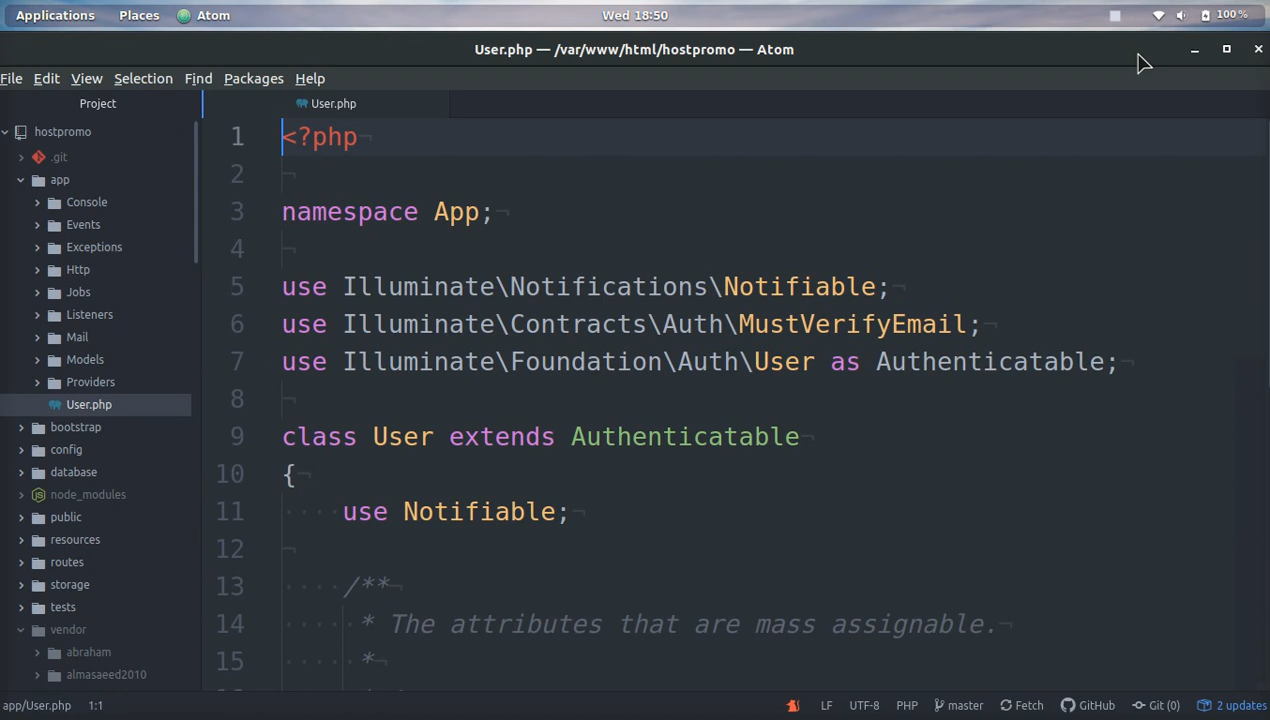 Applications Places Atom Wed 18:50 100%
User.php — /var/www/html/hostpromo — Atom
File Edit View Selection Find Packages Help
Project
hostpromo
.git
app
Console
Events
Exceptions
Http
Jobs
Listeners
Mail
Models
Providers
User.php
bootstrap
config
database
node_modules
public
resources
routes
storage
tests
vendor
abraham
almasaeed2010
User.php
1 <?php¬
2 ¬
3 namespace App;¬
4 ¬
5 use Illuminate\Notifications\Notifiable;¬
6 use Illuminate\Contracts\Auth\MustVerifyEmail;¬
7 use Illuminate\Foundation\Auth\User as Authenticatable;¬
8 ¬
9 class User extends Authenticatable¬
10 {¬
11 ····use Notifiable;¬
12 ¬
13 ····/**¬
14 ·····* The attributes that are mass assignable.¬
15 ·····*¬
app/User.php 1:1 LF UTF-8 PHP master Fetch GitHub Git (0) 2 updates